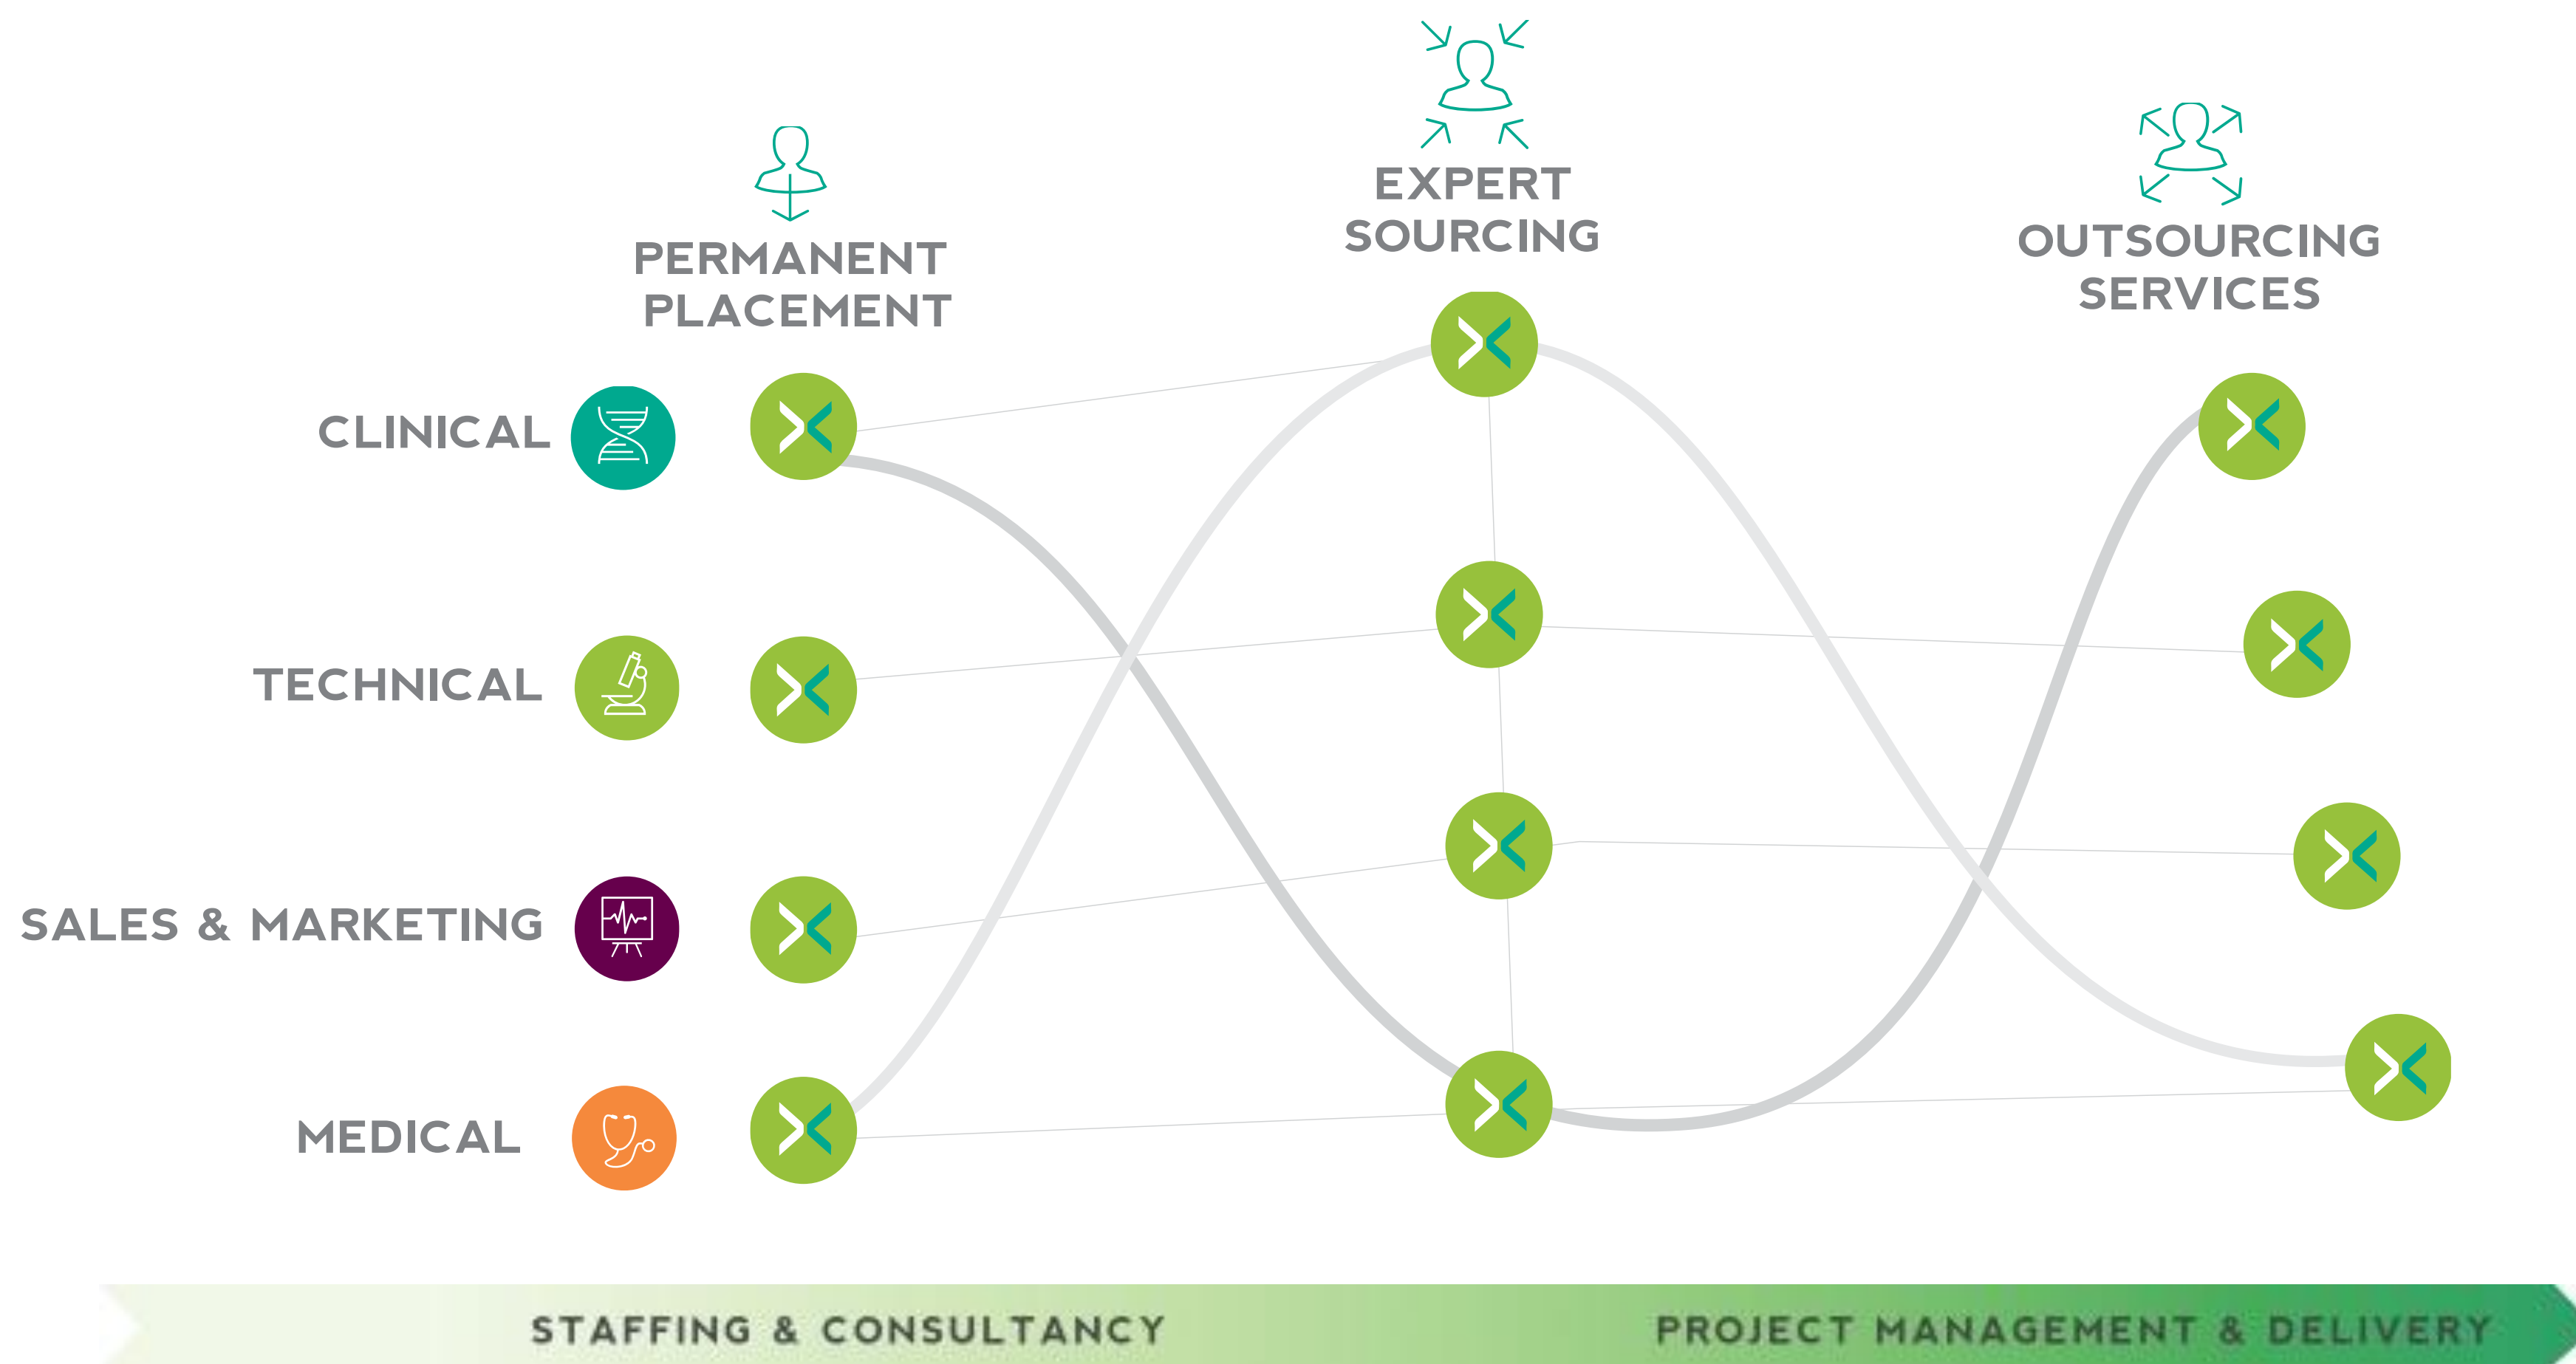 EXPERT
SOURCING
PERMANENT
PLACEMENT
OUTSOURCING
SERVICES
CLINICAL
TECHNICAL
SALES & MARKETING
MEDICAL
STAFFING & CONSULTANCY
PROJECT MANAGEMENT & DELIVERY